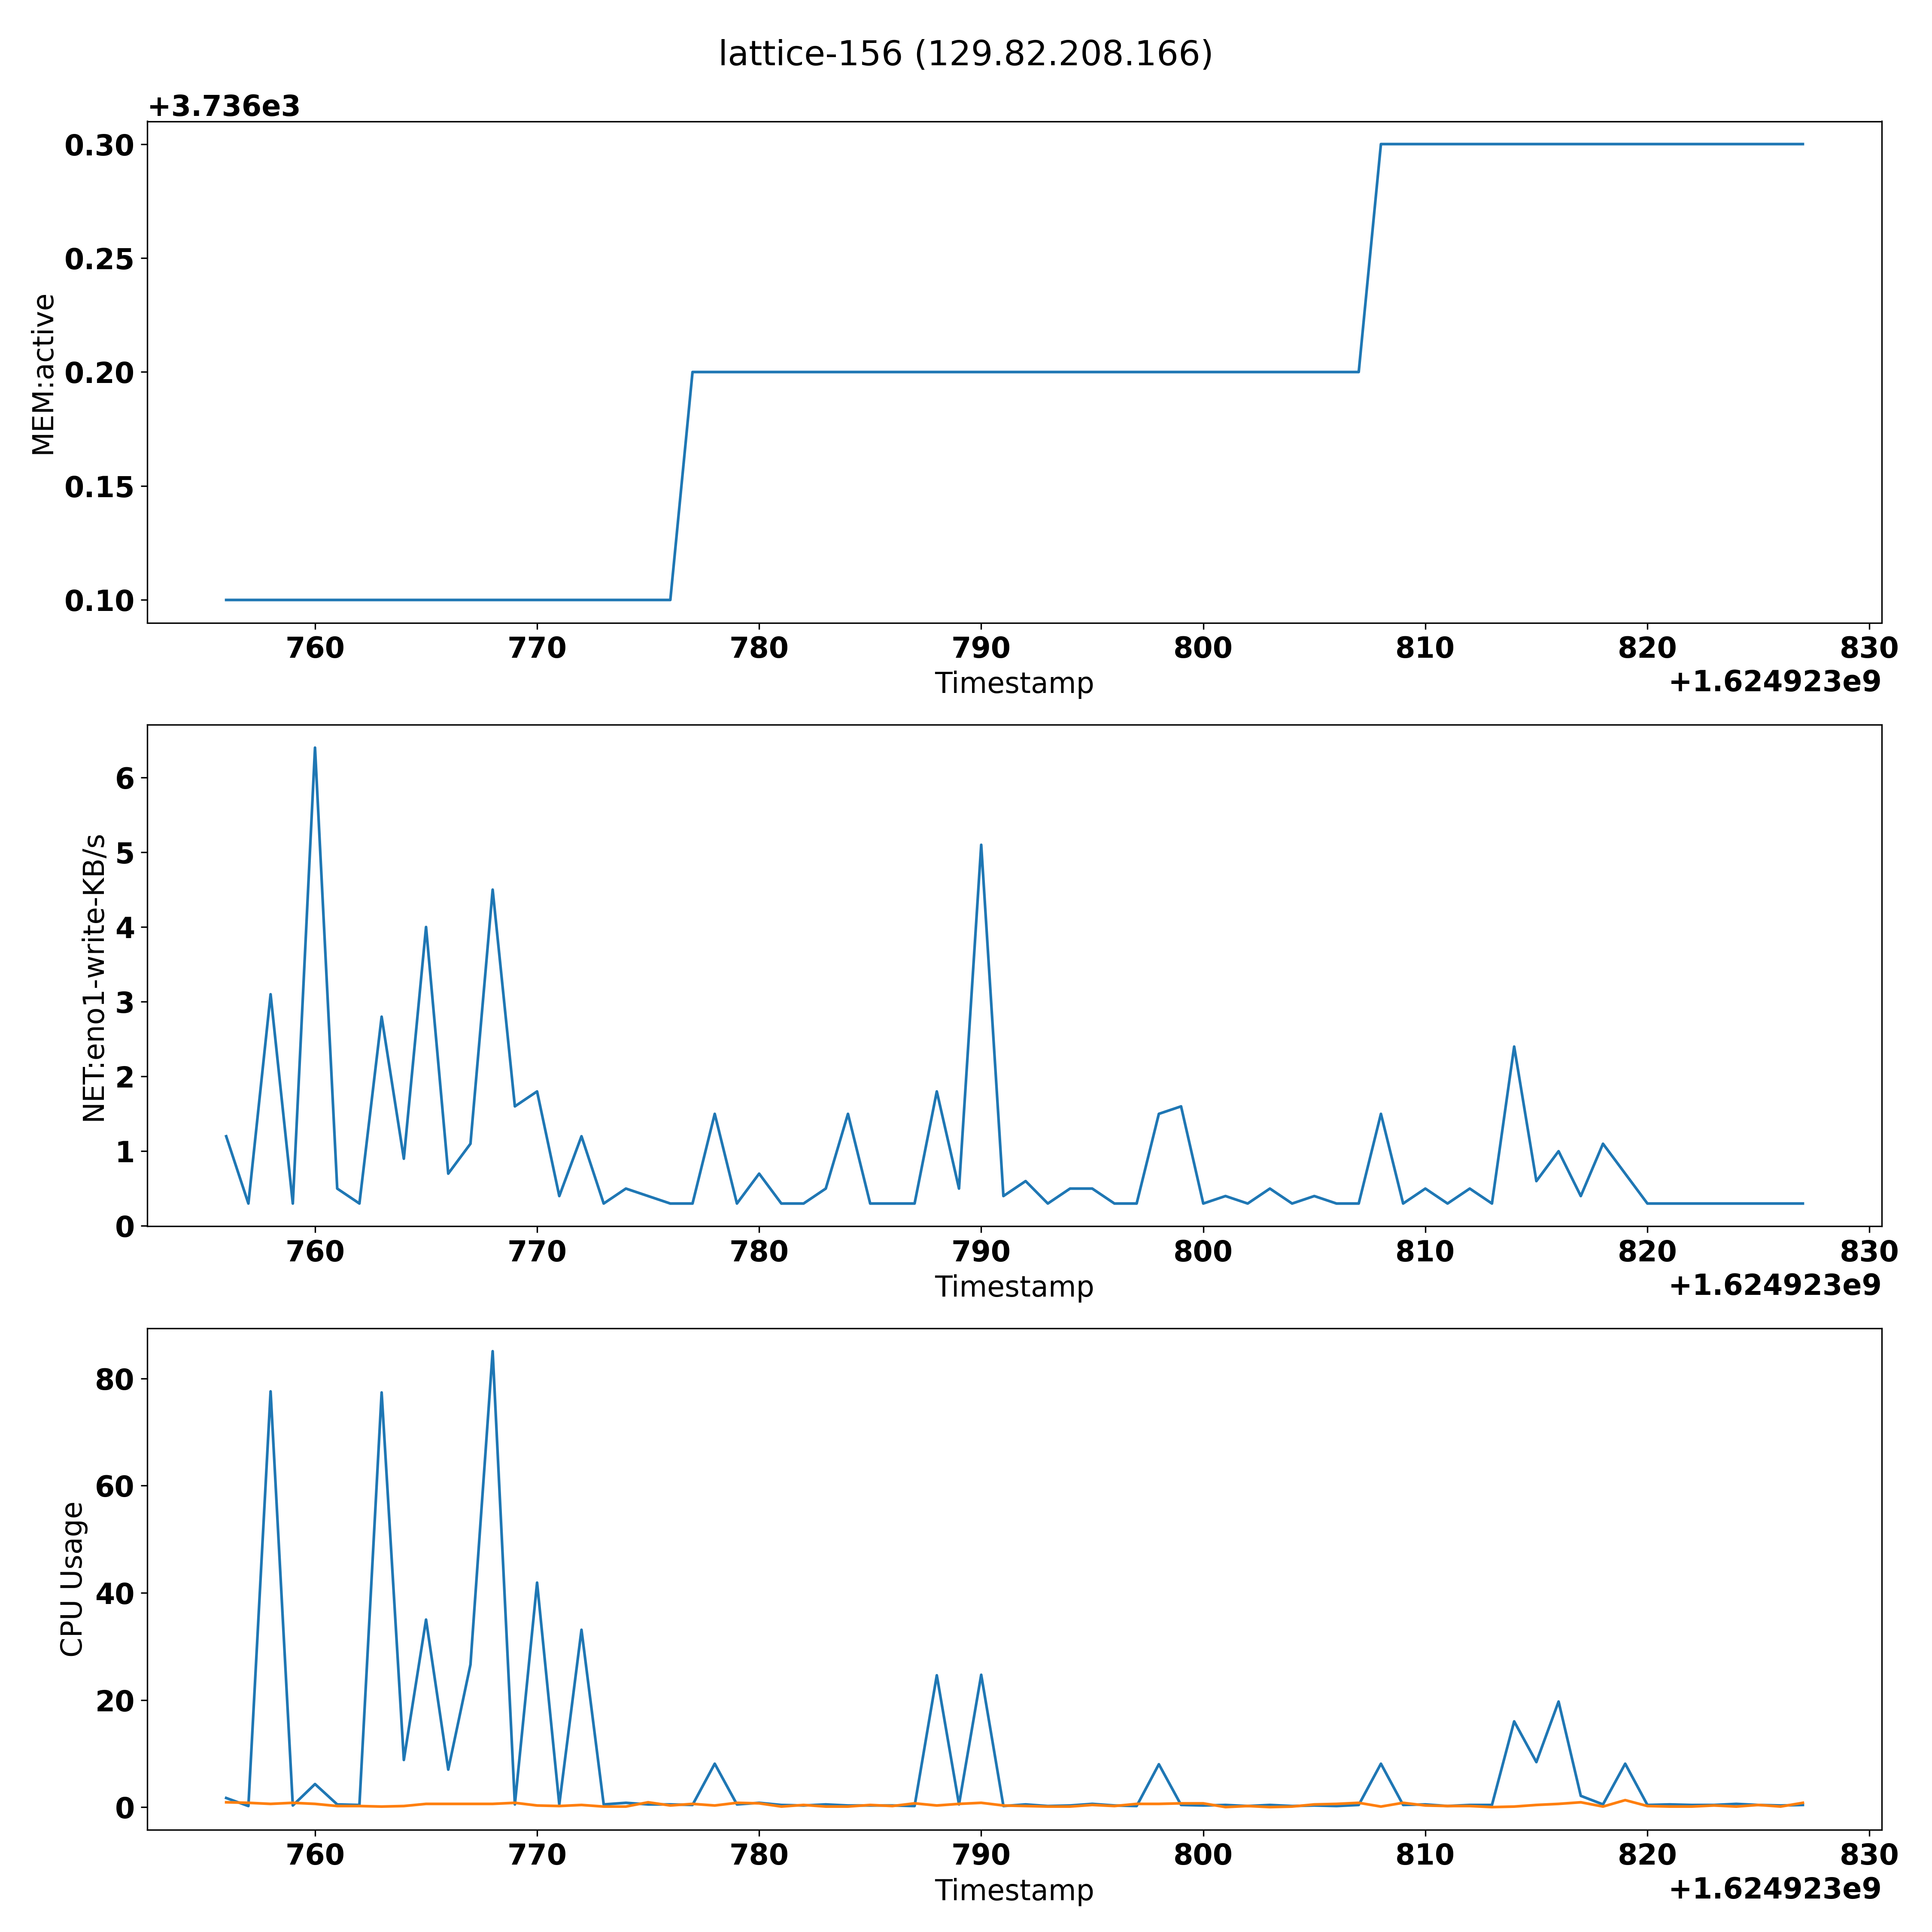 lattice-156 (129.82.208.166)
+3.736e3
0.30
0.25
0.20
0.15
0.10
MEM:active
760 770 780 790 800 810 820 830
Timestamp
+1.624923e9
6
5
4
3
2
1
0
NET:eno1-write-KB/s
760 770 780 790 800 810 820 830
Timestamp
+1.624923e9
80
60
40
20
0
CPU Usage
760 770 780 790 800 810 820 830
Timestamp
+1.624923e9